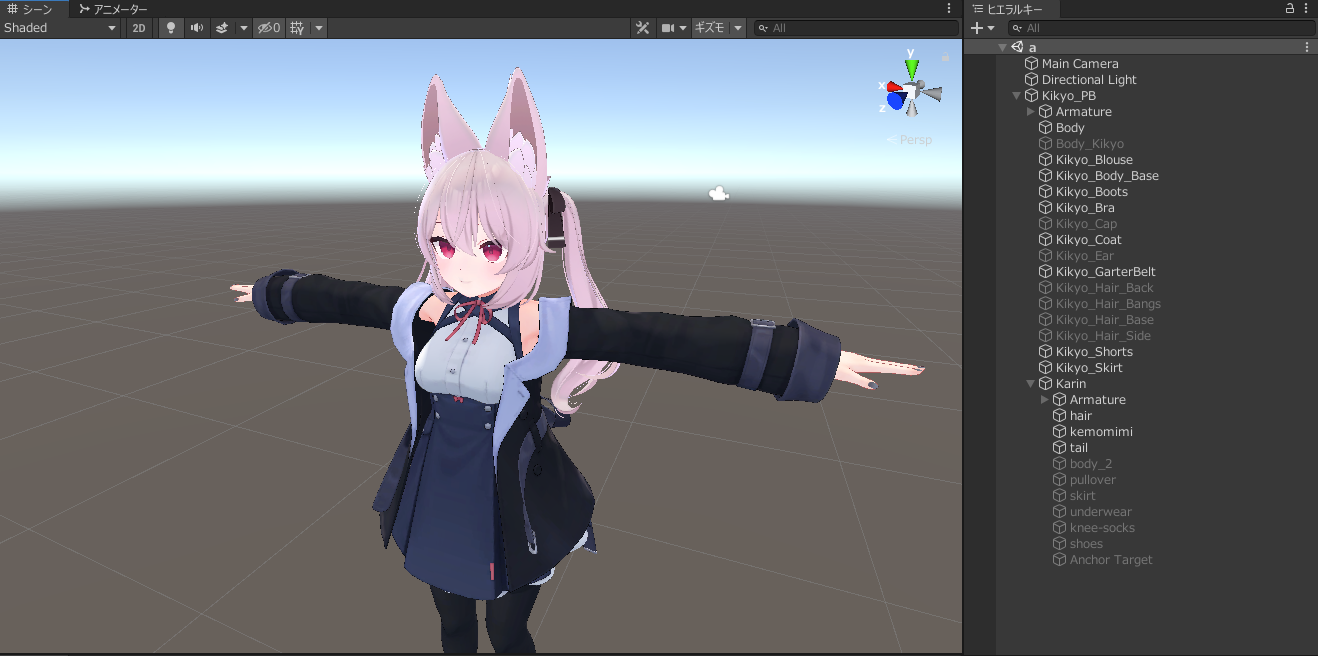 シーン アニメーター
Shaded 2D 0 ギズモ All
y
x
z
Persp
ヒエラルキー
All
a
Main Camera
Directional Light
Kikyo_PB
Armature
Body
Body_Kikyo
Kikyo_Blouse
Kikyo_Body_Base
Kikyo_Boots
Kikyo_Bra
Kikyo_Cap
Kikyo_Coat
Kikyo_Ear
Kikyo_GarterBelt
Kikyo_Hair_Back
Kikyo_Hair_Bangs
Kikyo_Hair_Base
Kikyo_Hair_Side
Kikyo_Shorts
Kikyo_Skirt
Karin
Armature
hair
kemomimi
tail
body_2
pullover
skirt
underwear
knee-socks
shoes
Anchor Target